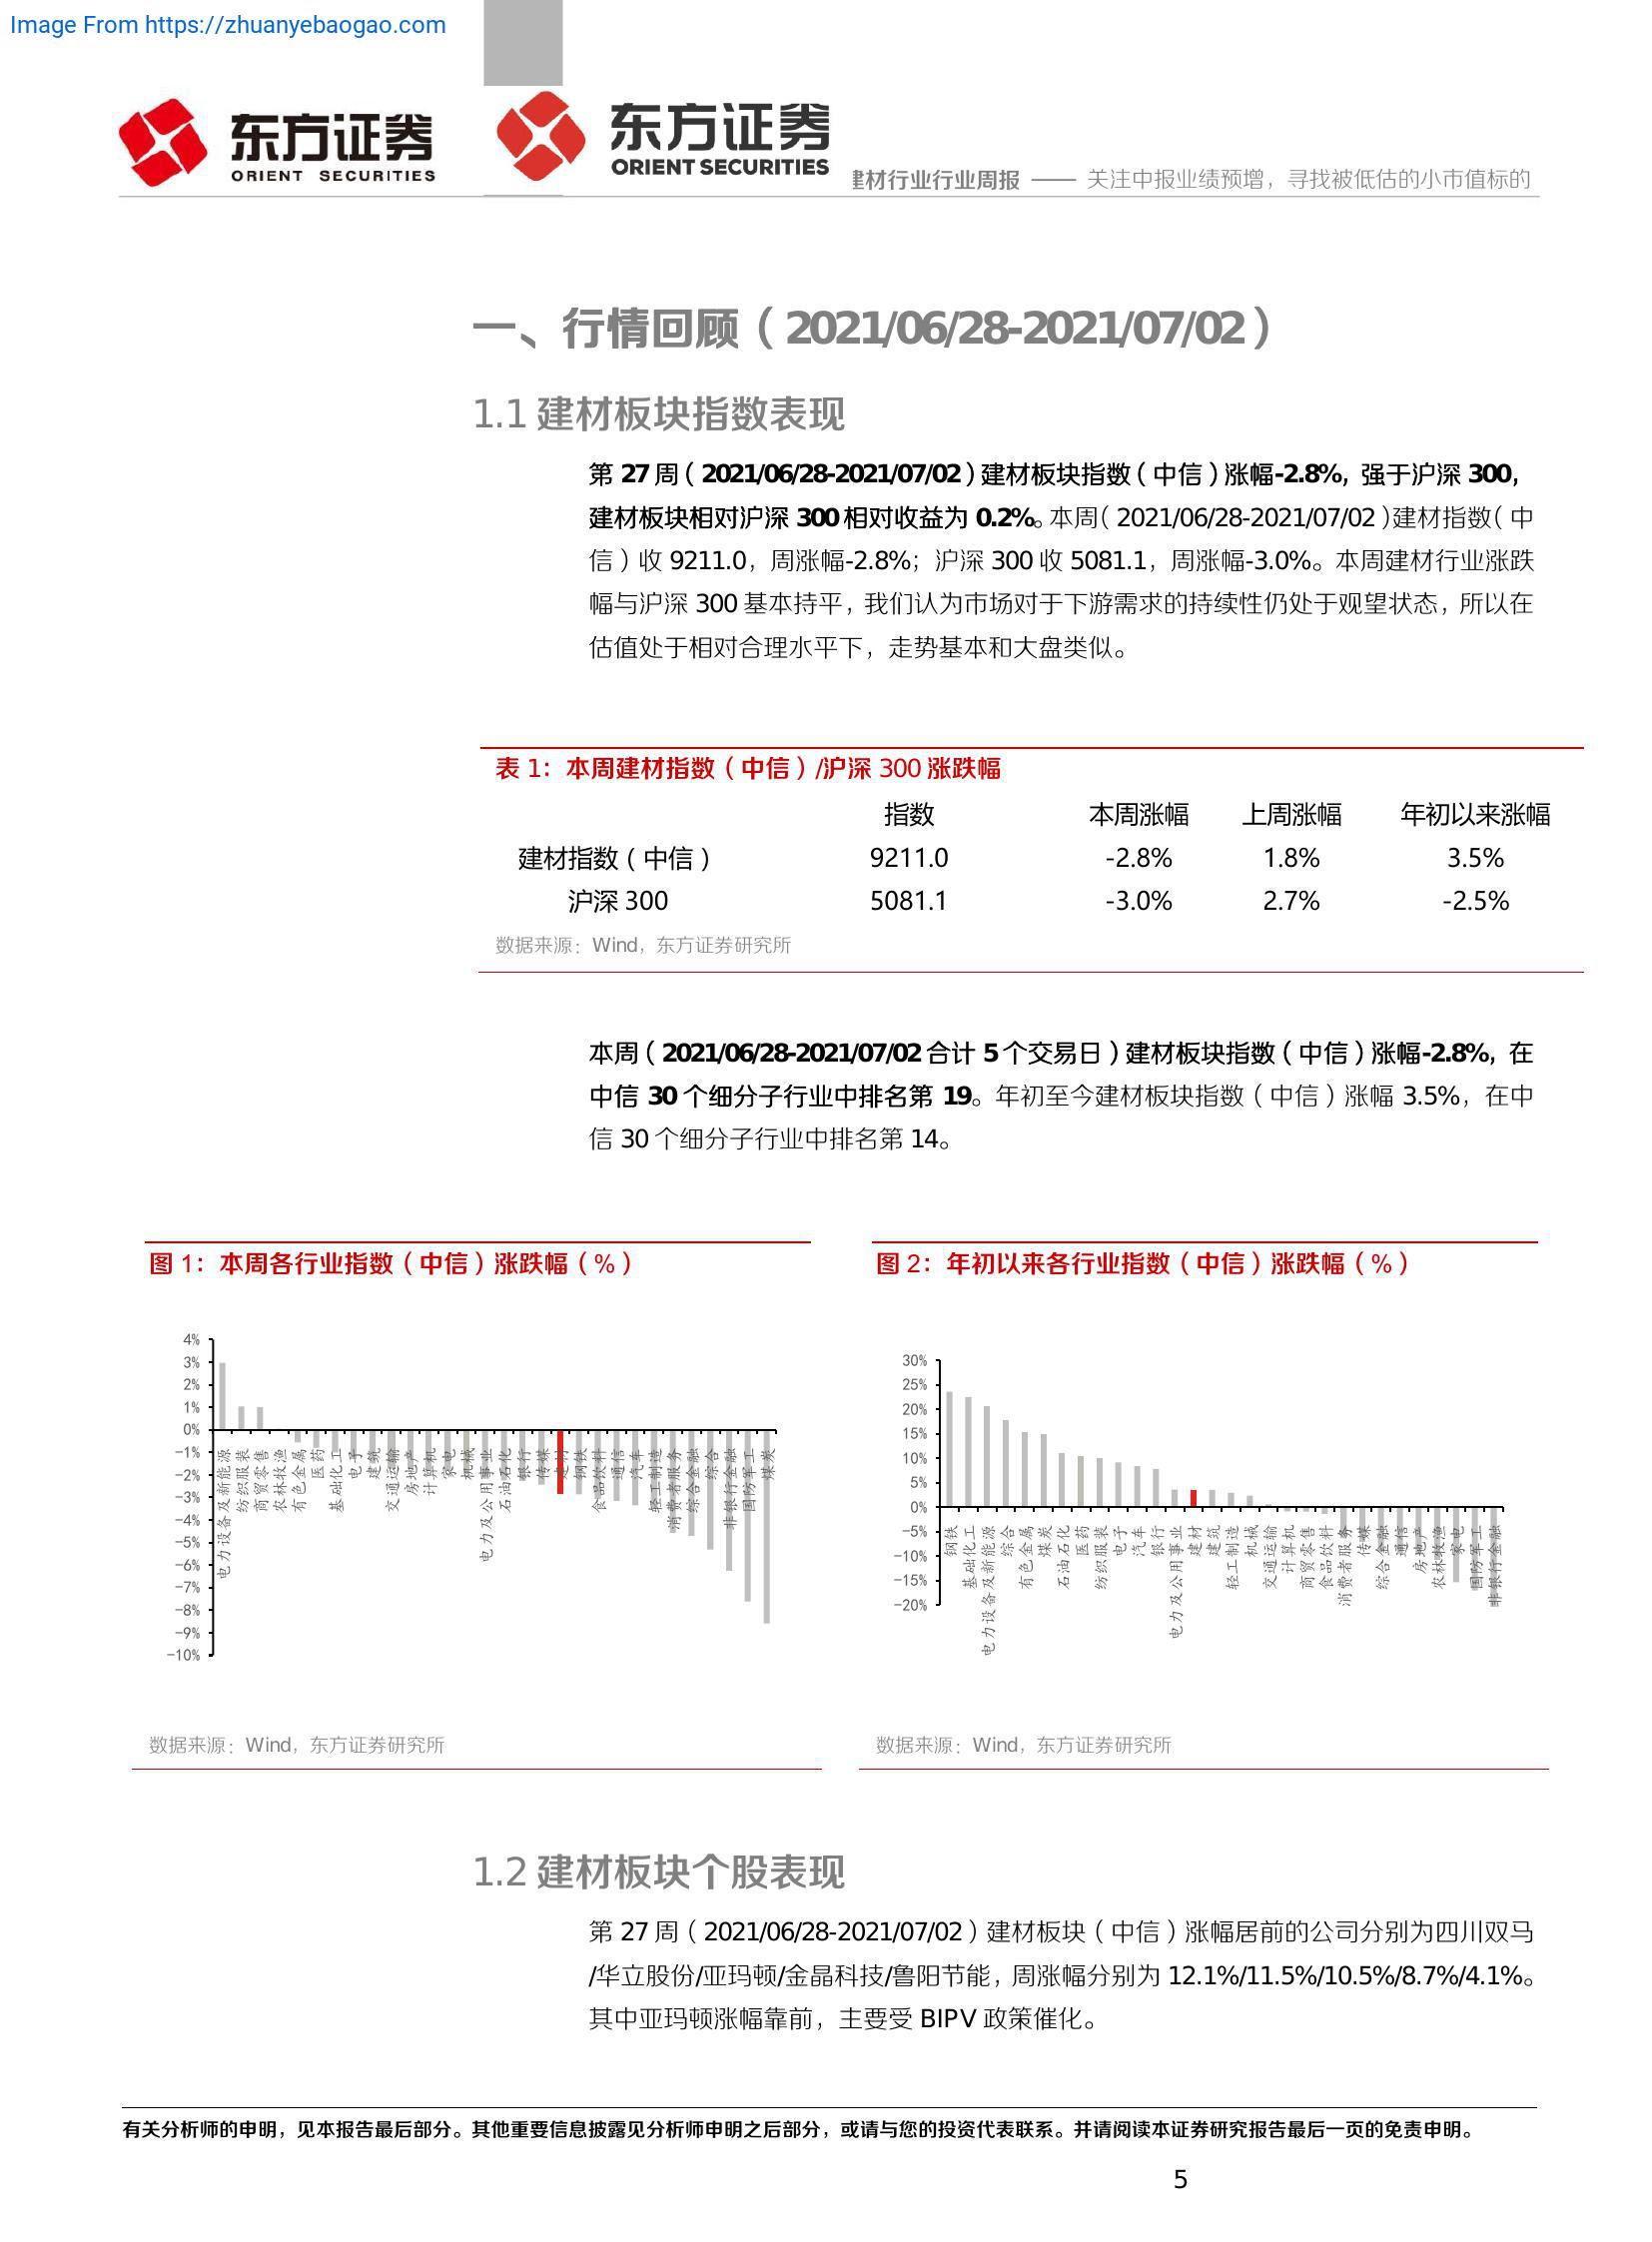 Image From https://zhuanyebaogao.com
东方证券
ORIENT SECURITIES
东方证券
ORIENT SECURITIES
建材行业行业周报 —— 关注中报业绩预增，寻找被低估的小市值标的
一、行情回顾（2021/06/28-2021/07/02）
1.1 建材板块指数表现
第 27 周（2021/06/28-2021/07/02）建材板块指数（中信）涨幅-2.8%，强于沪深 300，
建材板块相对沪深 300 相对收益为 0.2%。本周（2021/06/28-2021/07/02）建材指数（中
信）收 9211.0，周涨幅-2.8%；沪深 300 收 5081.1，周涨幅-3.0%。本周建材行业涨跌
幅与沪深 300 基本持平，我们认为市场对于下游需求的持续性仍处于观望状态，所以在
估值处于相对合理水平下，走势基本和大盘类似。
表 1：本周建材指数（中信）/沪深 300 涨跌幅
指数 本周涨幅 上周涨幅 年初以来涨幅
建材指数（中信） 9211.0 -2.8% 1.8% 3.5%
沪深 300 5081.1 -3.0% 2.7% -2.5%
数据来源：Wind，东方证券研究所
本周（2021/06/28-2021/07/02 合计 5 个交易日）建材板块指数（中信）涨幅-2.8%，在
中信 30 个细分子行业中排名第 19。年初至今建材板块指数（中信）涨幅 3.5%，在中
信 30 个细分子行业中排名第 14。
图 1：本周各行业指数（中信）涨跌幅（%）
4%
3%
2%
1%
0%
-1%
-2%
-3%
-4%
-5%
-6%
-7%
-8%
-9%
-10%
电力设备及新能源
纺织服装
商贸零售
农林牧渔
有色金属
医药
基础化工
电子
建筑
交通运输
房地产
计算机
家电
机械
电力及公用事业
石油石化
银行
传媒
建材
钢铁
食品饮料
通信
汽车
轻工制造
消费者服务
综合金融
综合
非银行金融
国防军工
煤炭
数据来源：Wind，东方证券研究所
图 2：年初以来各行业指数（中信）涨跌幅（%）
30%
25%
20%
15%
10%
5%
0%
-5%
-10%
-15%
-20%
钢铁
基础化工
电力设备及新能源
综合
有色金属
煤炭
石油石化
医药
纺织服装
电子
汽车
银行
电力及公用事业
建材
建筑
轻工制造
机械
交通运输
计算机
商贸零售
食品饮料
消费者服务
传媒
综合金融
通信
房地产
农林牧渔
家电
国防军工
非银行金融
数据来源：Wind，东方证券研究所
1.2 建材板块个股表现
第 27 周（2021/06/28-2021/07/02）建材板块（中信）涨幅居前的公司分别为四川双马
/华立股份/亚玛顿/金晶科技/鲁阳节能，周涨幅分别为 12.1%/11.5%/10.5%/8.7%/4.1%。
其中亚玛顿涨幅靠前，主要受 BIPV 政策催化。
有关分析师的申明，见本报告最后部分。其他重要信息披露见分析师申明之后部分，或请与您的投资代表联系。并请阅读本证券研究报告最后一页的免责申明。
5